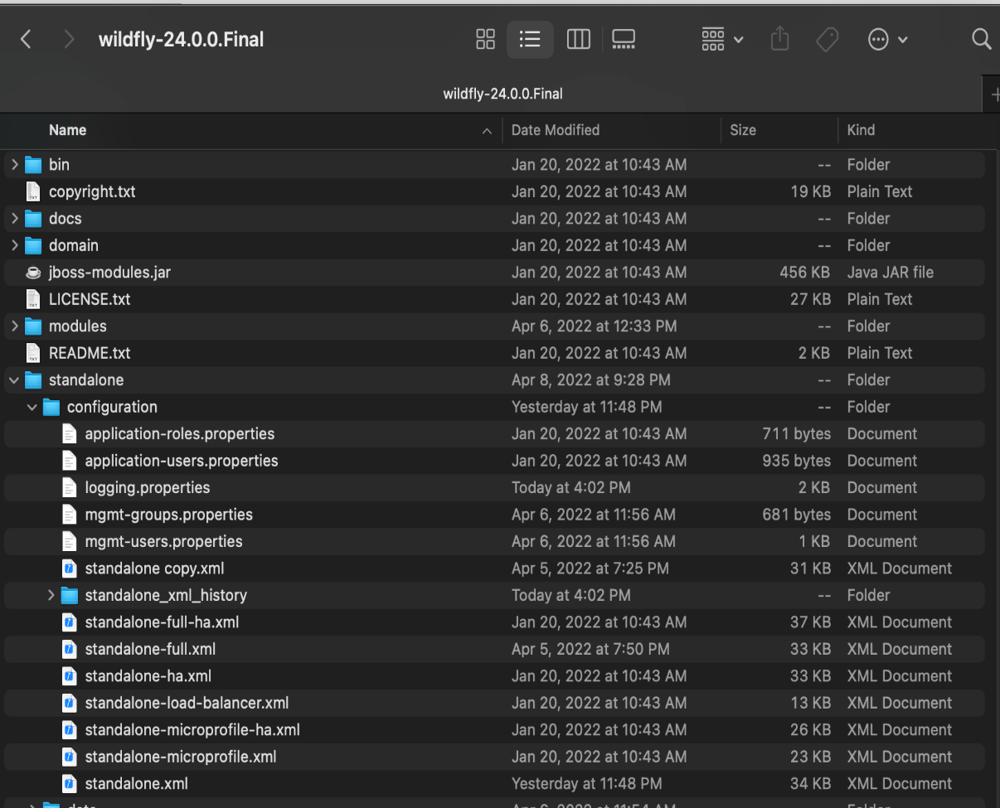 wildfly-24.0.0.Final
wildfly-24.0.0.Final
Name Date Modified Size Kind
bin Jan 20, 2022 at 10:43 AM -- Folder
copyright.txt Jan 20, 2022 at 10:43 AM 19 KB Plain Text
docs Jan 20, 2022 at 10:43 AM -- Folder
domain Jan 20, 2022 at 10:43 AM -- Folder
jboss-modules.jar Jan 20, 2022 at 10:43 AM 456 KB Java JAR file
LICENSE.txt Jan 20, 2022 at 10:43 AM 27 KB Plain Text
modules Apr 6, 2022 at 12:33 PM -- Folder
README.txt Jan 20, 2022 at 10:43 AM 2 KB Plain Text
standalone Apr 8, 2022 at 9:28 PM -- Folder
configuration Yesterday at 11:48 PM -- Folder
application-roles.properties Jan 20, 2022 at 10:43 AM 711 bytes Document
application-users.properties Jan 20, 2022 at 10:43 AM 935 bytes Document
logging.properties Today at 4:02 PM 2 KB Document
mgmt-groups.properties Apr 6, 2022 at 11:56 AM 681 bytes Document
mgmt-users.properties Apr 6, 2022 at 11:56 AM 1 KB Document
standalone copy.xml Apr 5, 2022 at 7:25 PM 31 KB XML Document
standalone_xml_history Today at 4:02 PM -- Folder
standalone-full-ha.xml Jan 20, 2022 at 10:43 AM 37 KB XML Document
standalone-full.xml Apr 5, 2022 at 7:50 PM 33 KB XML Document
standalone-ha.xml Jan 20, 2022 at 10:43 AM 33 KB XML Document
standalone-load-balancer.xml Jan 20, 2022 at 10:43 AM 13 KB XML Document
standalone-microprofile-ha.xml Jan 20, 2022 at 10:43 AM 26 KB XML Document
standalone-microprofile.xml Jan 20, 2022 at 10:43 AM 23 KB XML Document
standalone.xml Yesterday at 11:48 PM 34 KB XML Document